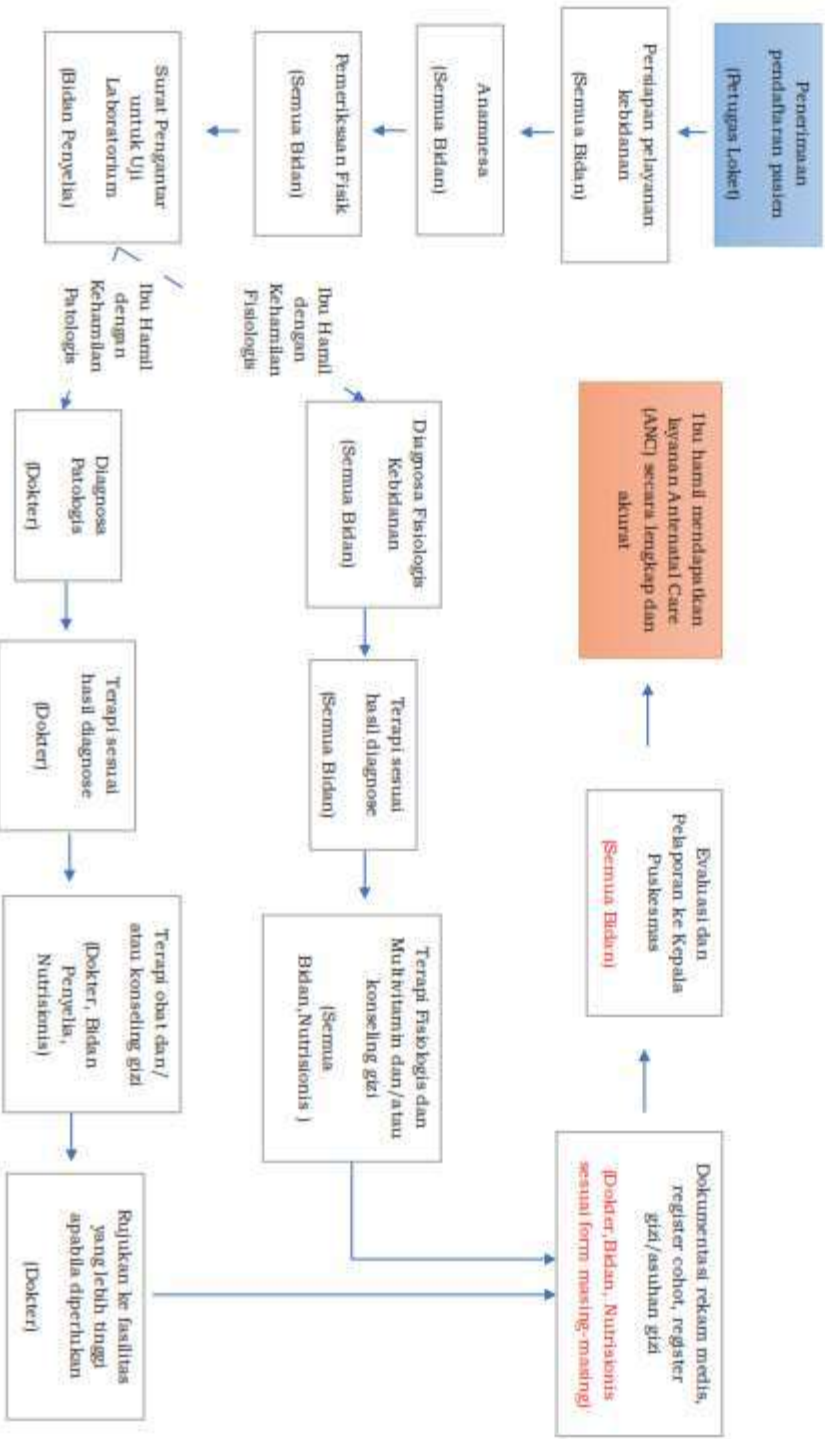 Penerimaan
pendaftaran pasien
(Petugas Loket)
Persiapan pelayanan
kebidanan
(Semua Bidan)
Anamnesa
(Semua Bidan)
Pemeriksaan Fisik
(Semua Bidan)
Surat Pengantar
untuk Uji
Laboratorium
(Bidan Penyelia)
Ibu Hamil
dengan
Kehamilan
Fisiologis
Ibu Hamil
dengan
Kehamilan
Patologis
Diagnosa Fisiologis
Kebidanan
(Semua Bidan)
Terapi sesuai
hasil diagnose
(Semua Bidan)
Terapi Fisiologis dan
Multivitamin dan/atau
konseling gizi
(Semua
Bidan,Nutrisionis )
Diagnosa
Patologis
(Dokter)
Terapi sesuai
hasil diagnose
(Dokter)
Terapi obat dan/
atau konseling gizi
(Dokter, Bidan
Penyelia,
Nutrisionis)
Rujukan ke fasilitas
yang lebih tinggi
apabila diperlukan
(Dokter)
Dokumentasi rekam medis,
register cohot, register
gizi/asuhan gizi
(Dokter,Bidan, Nutrisionis
sesuai form masing-masing)
Evaluasi dan
Pelaporan ke Kepala
Puskesmas
(Semua Bidan)
Ibu hamil mendapatkan
layanan Antenatal Care
(ANC) secara lengkap dan
akurat